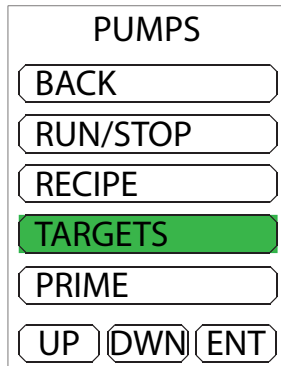 PUMPS
BACK
RUN/STOP
RECIPE
TARGETS
PRIME
UP DWN ENT